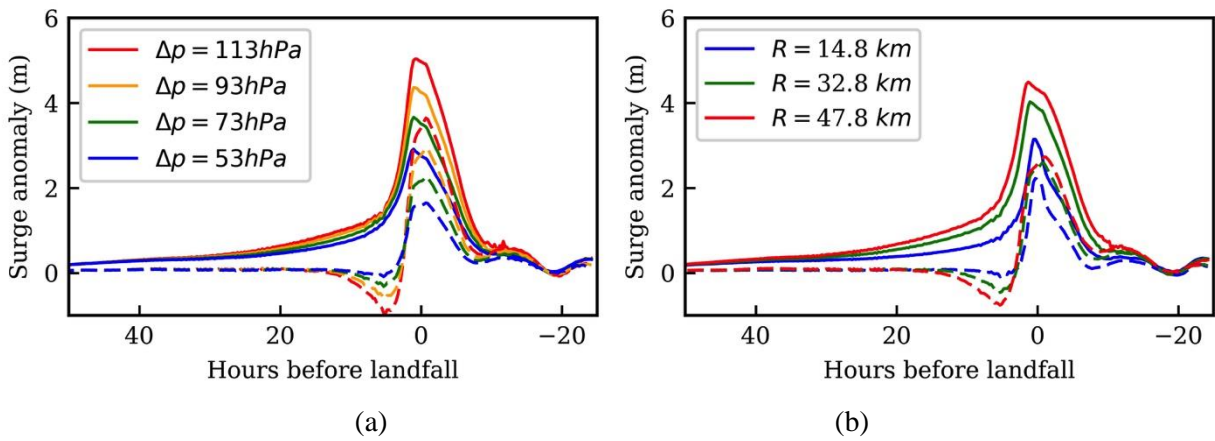 Surge anomaly (m)
6
4
2
0
Δp = 113hPa
Δp = 93hPa
Δp = 73hPa
Δp = 53hPa
40 20 0 −20
Hours before landfall
(a)
Surge anomaly (m)
6
4
2
0
R = 14.8 km
R = 32.8 km
R = 47.8 km
40 20 0 −20
Hours before landfall
(b)